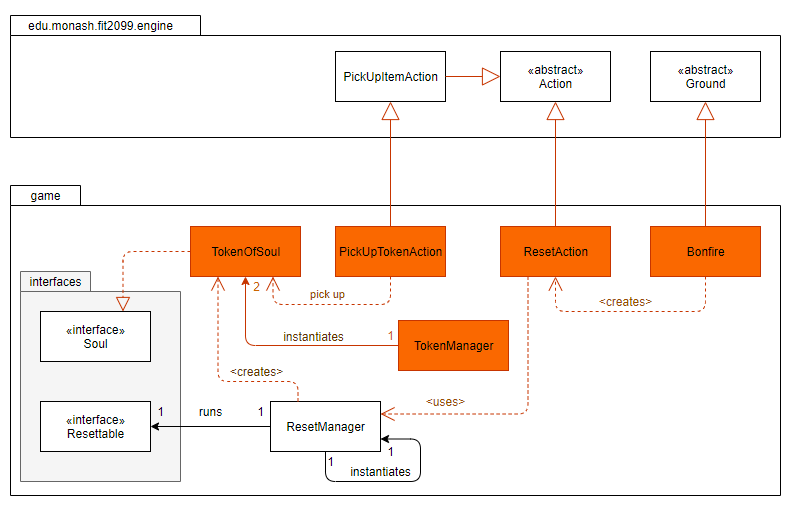 edu.monash.fit2099.engine
PickUpItemAction
«abstract»
Action
«abstract»
Ground
game
TokenOfSoul
PickUpTokenAction
ResetAction
Bonfire
interfaces
2
pick up
<creates>
«interface»
Soul
instantiates
1
TokenManager
<creates>
<uses>
«interface»
Resettable
1
runs
1
ResetManager
1
1
instantiates